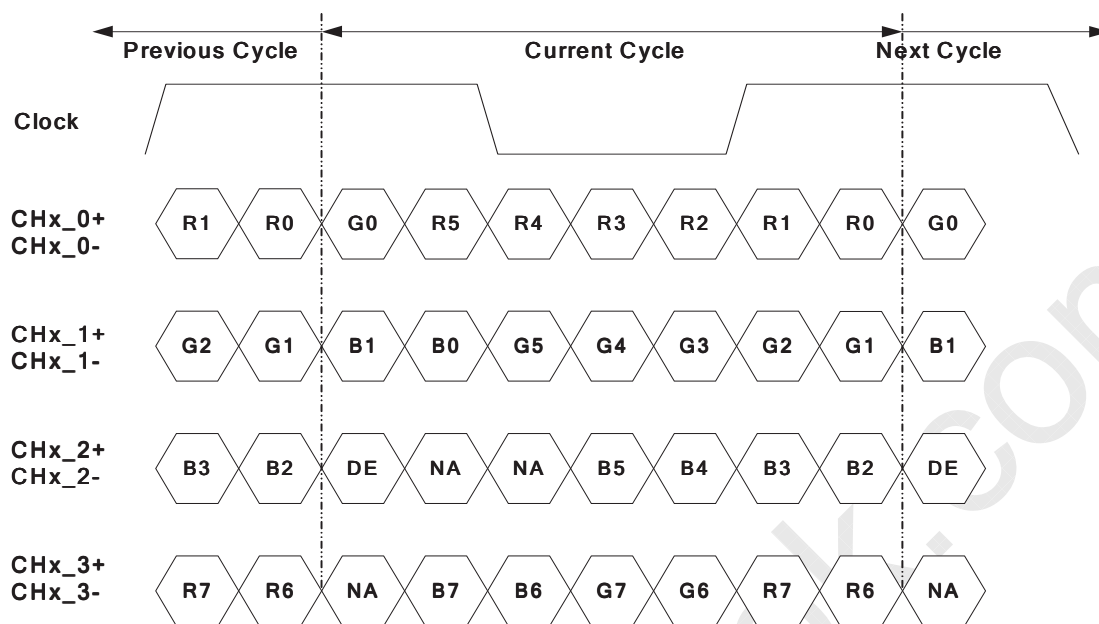 Previous Cycle Current Cycle Next Cycle
Clock
CHx_0+
CHx_0-
R1 R0 G0 R5 R4 R3 R2 R1 R0 G0
CHx_1+
CHx_1-
G2 G1 B1 B0 G5 G4 G3 G2 G1 B1
CHx_2+
CHx_2-
B3 B2 DE NA NA B5 B4 B3 B2 DE
CHx_3+
CHx_3-
R7 R6 NA B7 B6 G7 G6 R7 R6 NA
k.com